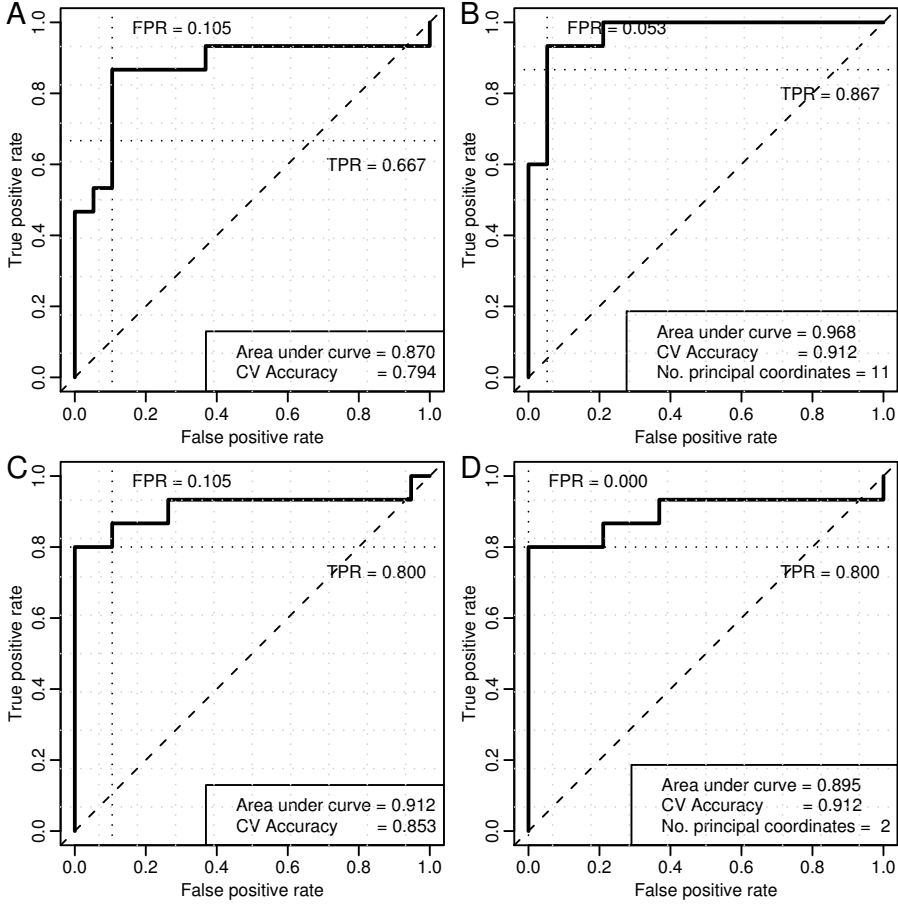 A
FPR = 0.105
TPR = 0.667
Area under curve = 0.870
CV Accuracy = 0.794
0.0 0.2 0.4 0.6 0.8 1.0
0.0 0.2 0.4 0.6 0.8 1.0
False positive rate
True positive rate
B
FPR = 0.053
TPR = 0.867
Area under curve = 0.968
CV Accuracy = 0.912
No. principal coordinates = 11
0.0 0.2 0.4 0.6 0.8 1.0
0.0 0.2 0.4 0.6 0.8 1.0
False positive rate
True positive rate
C
FPR = 0.105
TPR = 0.800
Area under curve = 0.912
CV Accuracy = 0.853
0.0 0.2 0.4 0.6 0.8 1.0
0.0 0.2 0.4 0.6 0.8 1.0
False positive rate
True positive rate
D
FPR = 0.000
TPR = 0.800
Area under curve = 0.895
CV Accuracy = 0.912
No. principal coordinates = 2
0.0 0.2 0.4 0.6 0.8 1.0
0.0 0.2 0.4 0.6 0.8 1.0
False positive rate
True positive rate